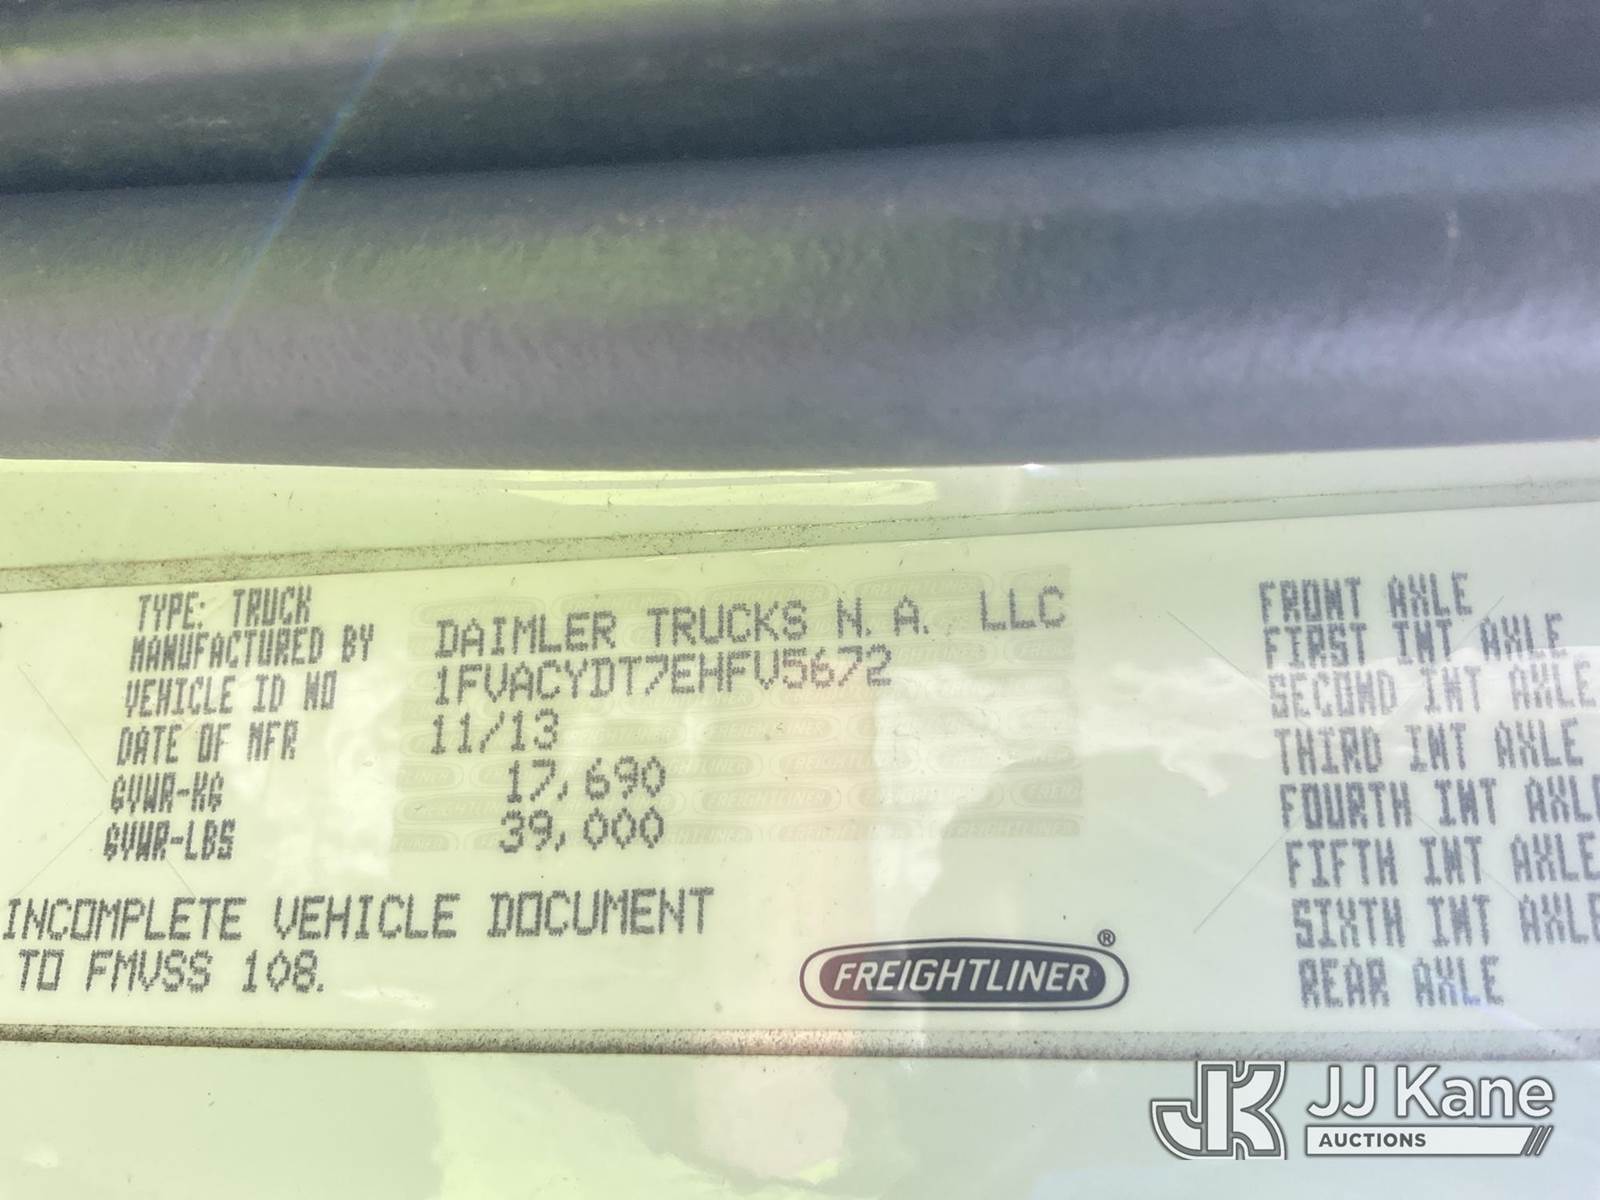 TYPE: TRUCK
MANUFACTURED BY DAIMLER TRUCKS N.A. LLC
VEHICLE ID NO 1FVACYDT7EHFV5672
DATE OF MFR 11/13
GVWR-KG 17,690
GVWR-LBS 39,000
INCOMPLETE VEHICLE DOCUMENT
TO FMVSS 108.
FREIGHTLINER®
FRONT AXLE
FIRST INT AXLE
SECOND INT AXLE
THIRD INT AXLE
FOURTH INT AXLE
FIFTH INT AXLE
SIXTH INT AXLE
REAR AXLE
JK JJ Kane
AUCTIONS